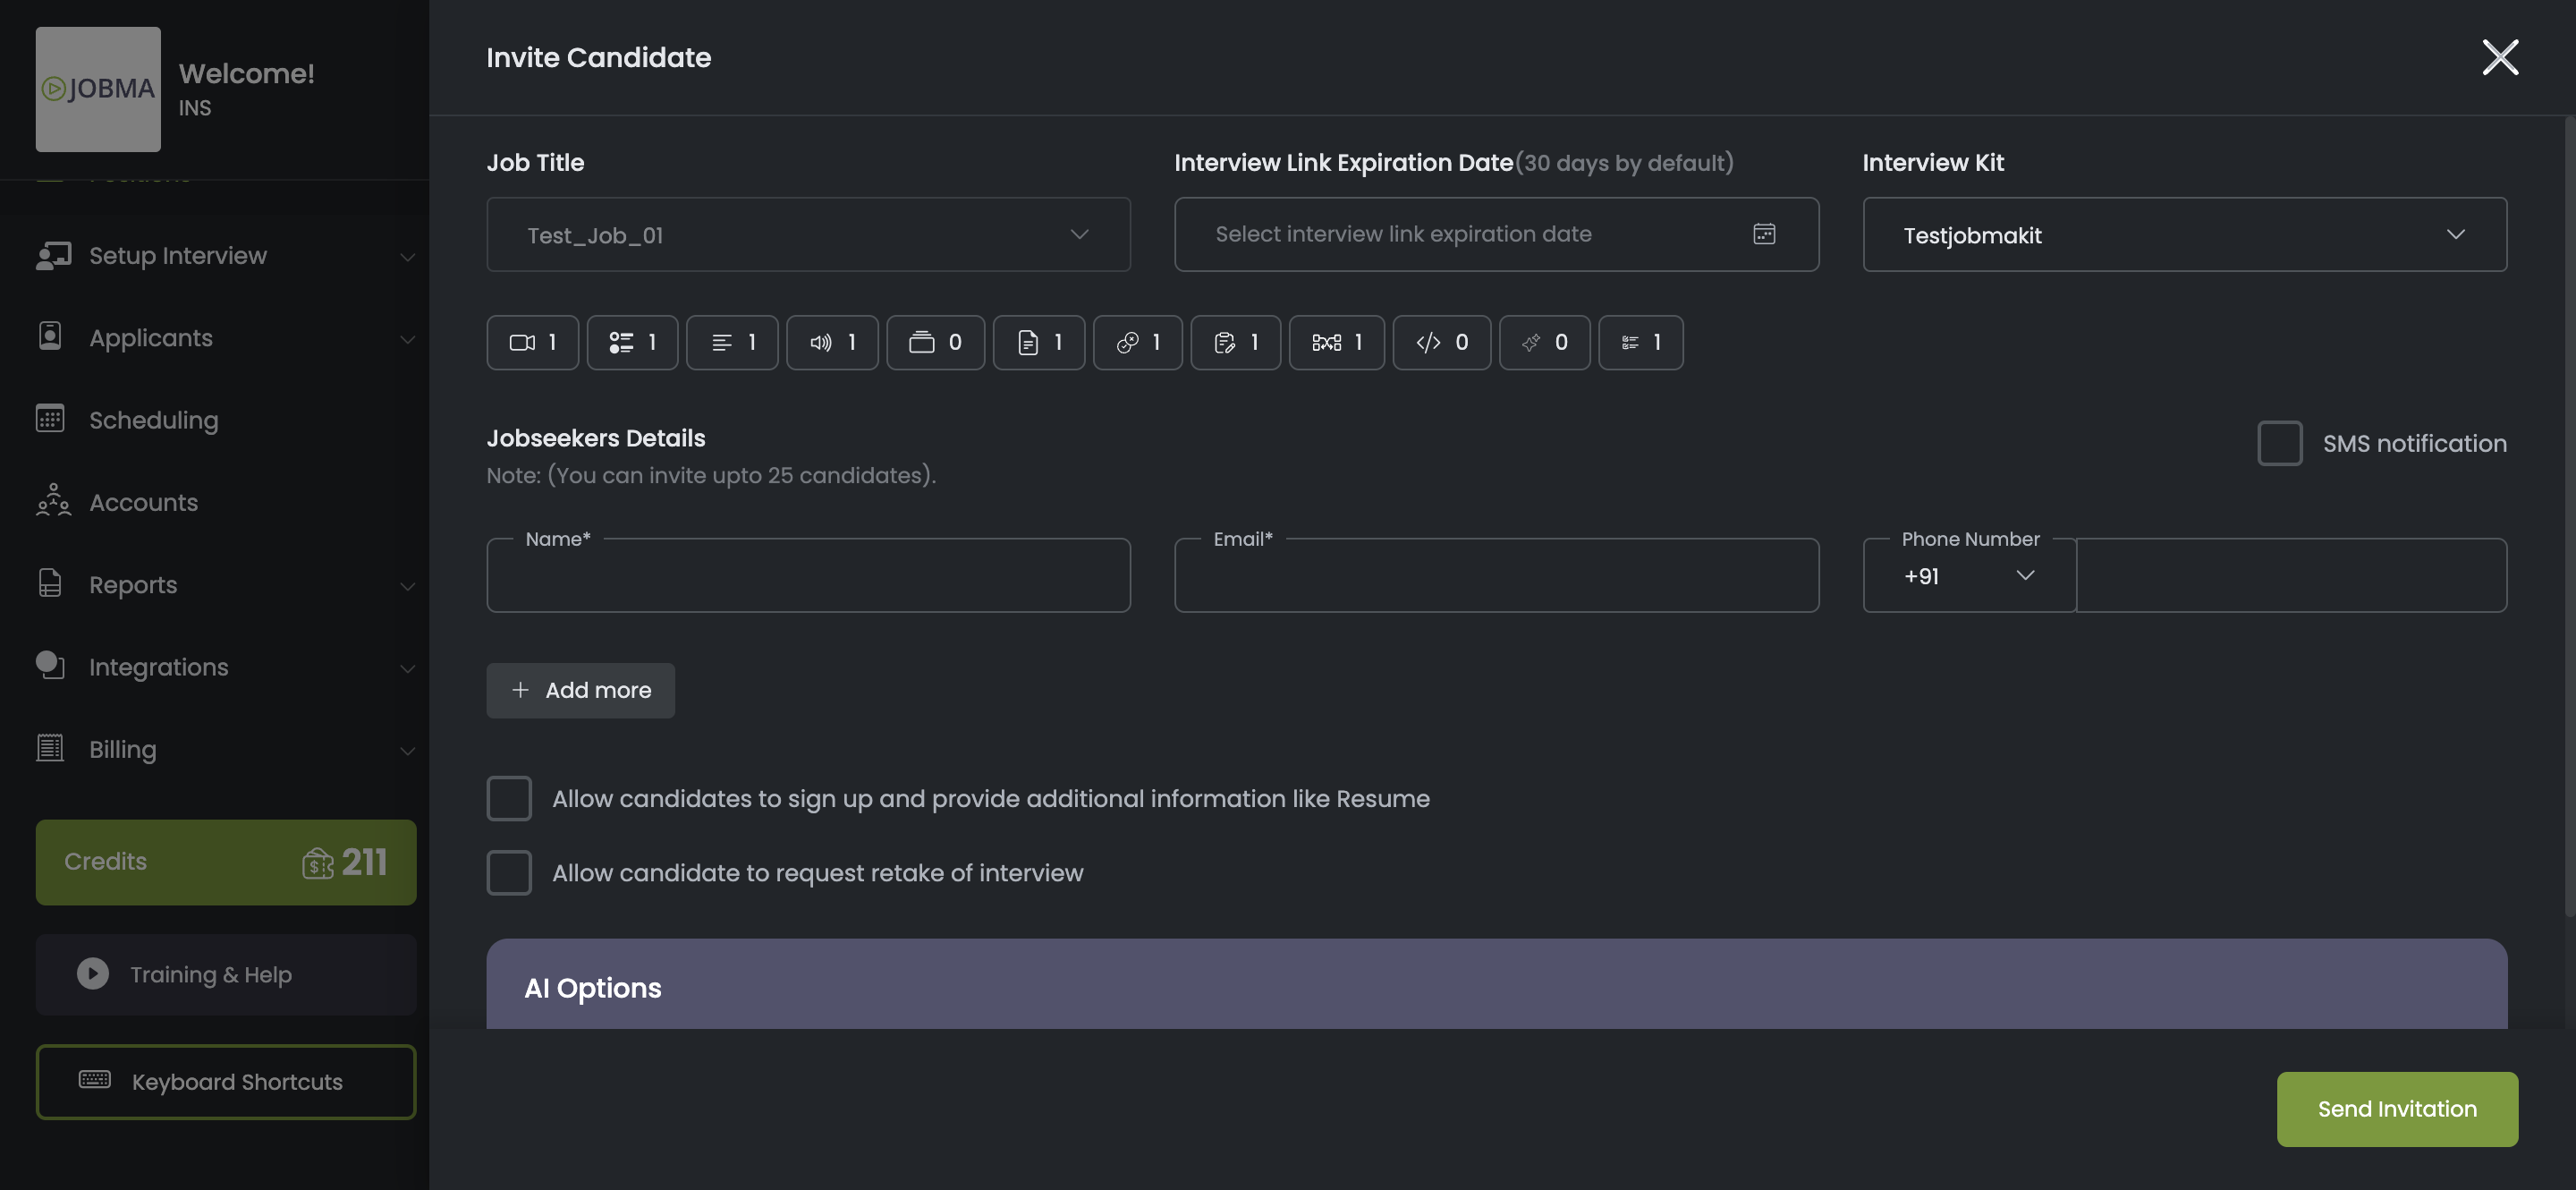 JOBMA
Welcome!
INS
Setup Interview
Applicants
Scheduling
Accounts
Reports
Integrations
Billing
Credits
211
Training & Help
Keyboard Shortcuts
Invite Candidate
Job Title
Test_Job_01
Interview Link Expiration Date(30 days by default)
Select interview link expiration date
Interview Kit
Testjobmakit
1 1 1 1 0 1 1 1 1 0 0 1
Jobseekers Details
Note: (You can invite upto 25 candidates).
SMS notification
Name*
Email*
Phone Number
+91
Add more
Allow candidates to sign up and provide additional information like Resume
Allow candidate to request retake of interview
AI Options
Send Invitation